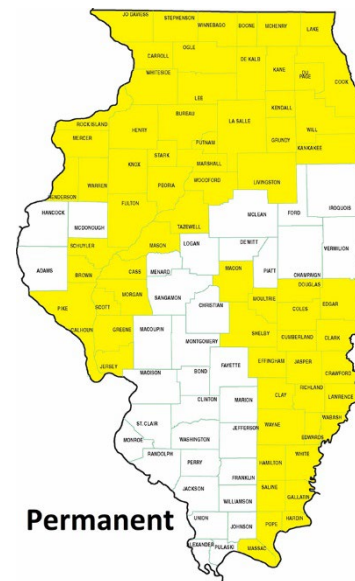 JO DAVIESS STEPHENSON WINNEBAGO BOONE MCHENRY LAKE
CARROLL OGLE DE KALB KANE DU PAGE COOK
WHITESIDE LEE KENDALL WILL
ROCK ISLAND HENRY BUREAU LA SALLE GRUNDY KANKAKEE
MERCER STARK PUTNAM
HENDERSON WARREN KNOX PEORIA MARSHALL WOODFORD LIVINGSTON
HANCOCK MCDONOUGH FULTON TAZEWELL MCLEAN FORD IROQUOIS
SCHUYLER MASON LOGAN DE WITT VERMILION
ADAMS BROWN CASS MENARD MACON PIATT CHAMPAIGN
PIKE SCOTT MORGAN SANGAMON CHRISTIAN MOULTRIE DOUGLAS COLES EDGAR
CALHOUN GREENE MACOUPIN MONTGOMERY SHELBY CUMBERLAND CLARK
JERSEY MADISON BOND FAYETTE EFFINGHAM JASPER CRAWFORD
CLINTON MARION CLAY RICHLAND LAWRENCE
ST. CLAIR WASHINGTON JEFFERSON WAYNE EDWARDS WABASH
MONROE RANDOLPH PERRY HAMILTON WHITE
JACKSON FRANKLIN WILLIAMSON SALINE GALLATIN
UNION JOHNSON POPE HARDIN
ALEXANDER PULASKI MASSAC
Permanent